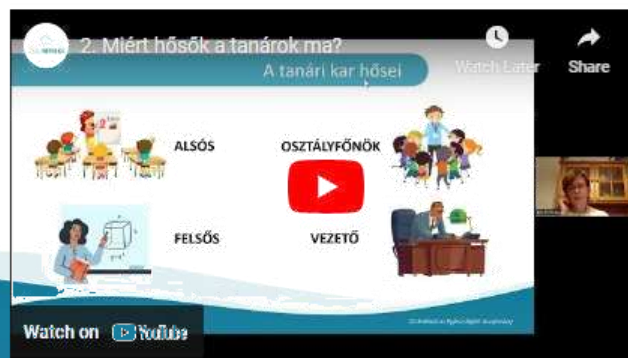 2. Miért hősök a tanárok ma?
Watch Later
Share
A tanári kar hősei
ALSÓS
OSZTÁLYFŐNÖK
FELSŐS
VEZETŐ
Watch on YouTube